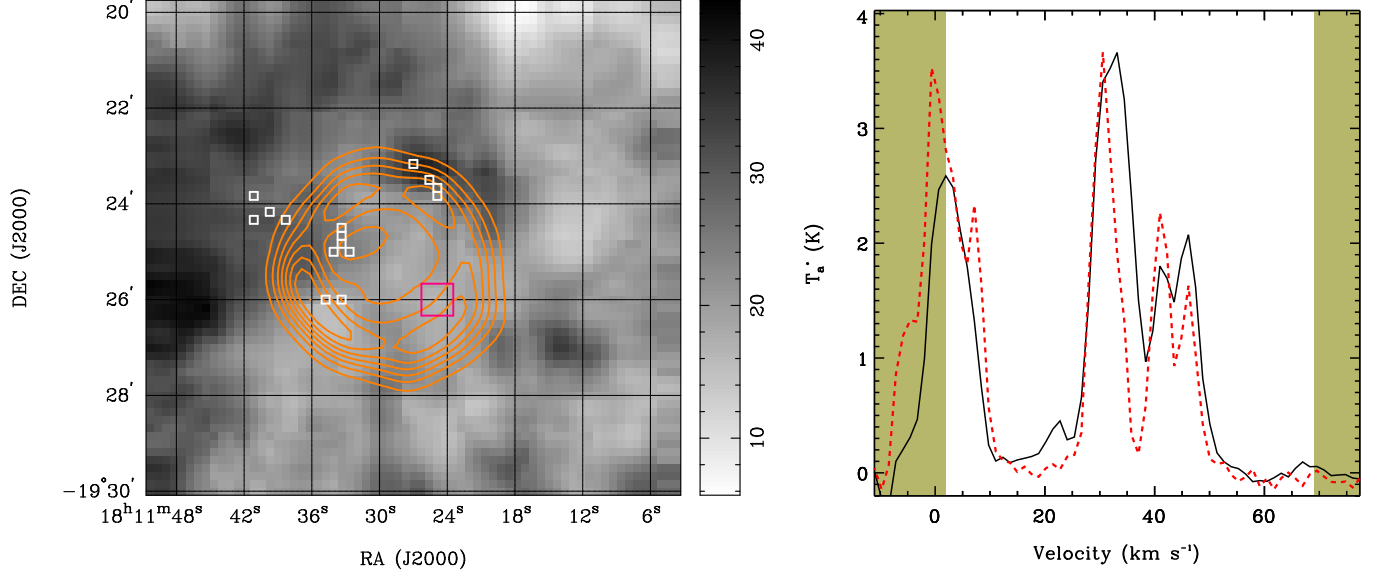 20′
22′
24′
26′
28′
−19°30′
18ʰ11ᵐ48ˢ 42ˢ 36ˢ 30ˢ 24ˢ 18ˢ 12ˢ 6ˢ
RA (J2000)
DEC (J2000)
40
30
20
10
4
3
2
1
0
Tₐ* (K)
0 20 40 60
Velocity (km s⁻¹)